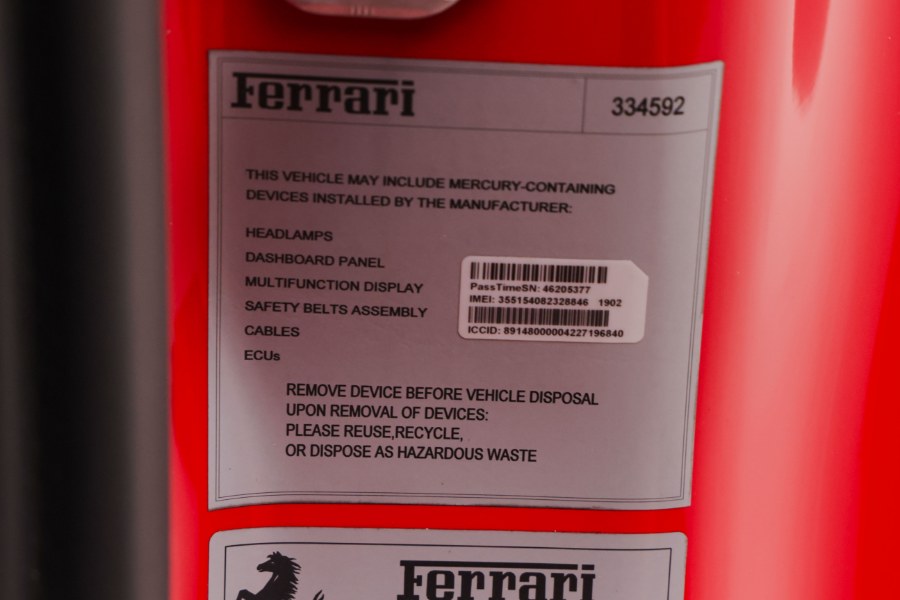 Ferrari
334592
THIS VEHICLE MAY INCLUDE MERCURY-CONTAINING
DEVICES INSTALLED BY THE MANUFACTURER:
HEADLAMPS
DASHBOARD PANEL
MULTIFUNCTION DISPLAY
SAFETY BELTS ASSEMBLY
CABLES
ECUs
PassTimeSN: 46205377
IMEI: 355154082328846 1902
ICCID: 89148000004227196840
REMOVE DEVICE BEFORE VEHICLE DISPOSAL
UPON REMOVAL OF DEVICES:
PLEASE REUSE,RECYCLE,
OR DISPOSE AS HAZARDOUS WASTE
Ferrari